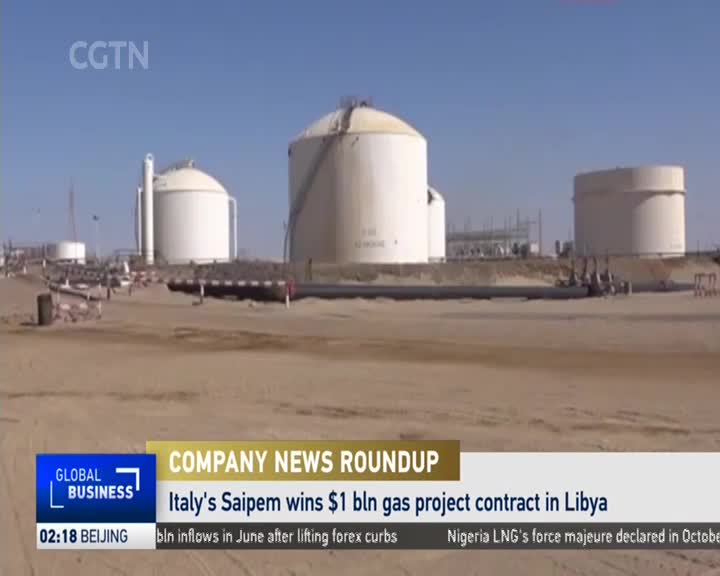 CGTN
COMPANY NEWS ROUNDUP
GLOBAL
BUSINESS
Italy's Saipem wins $1 bln gas project contract in Libya
02:18 BEIJING
bln inflows in June after lifting forex curbs
Nigeria LNG's force majeure declared in Octobe